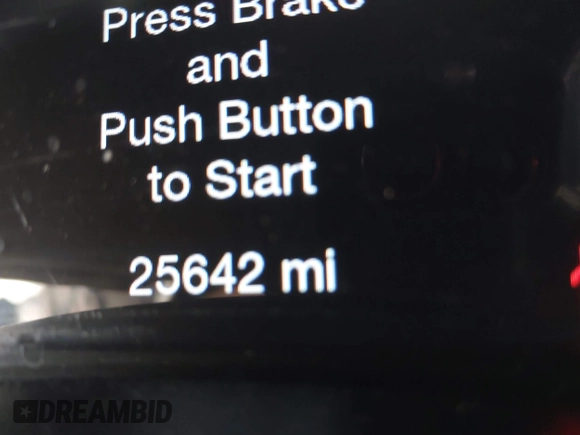 Press Brake
and
Push Button
to Start
25642 mi
DREAMBID